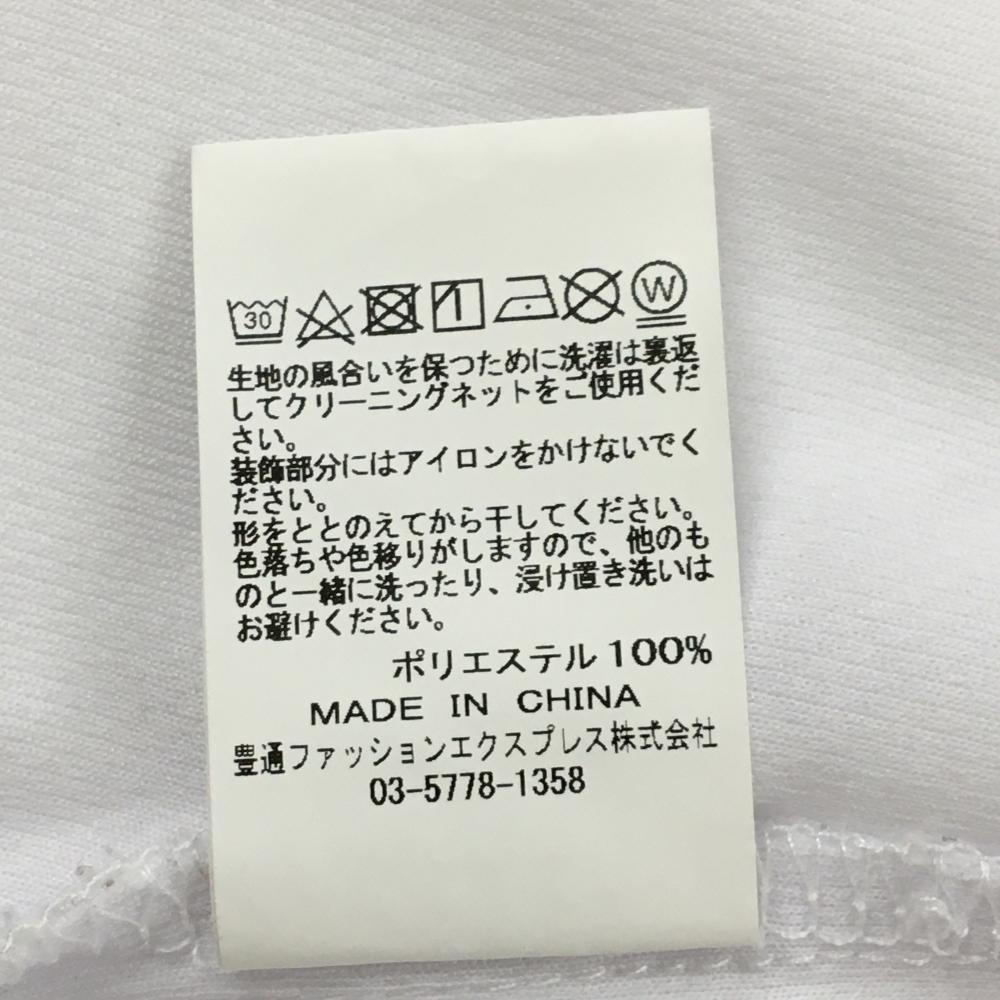 30 W
生地の風合いを保つために洗濯は裏返
してクリーニングネットをご使用くだ
さい。
装飾部分にはアイロンをかけないでく
ださい。
形をととのえてから干してください。
色落ちや色移りがしますので、他のも
のと一緒に洗ったり、浸け置き洗いは
お避けください。
ポリエステル100%
MADE IN CHINA
豊通ファッションエクスプレス株式会社
03-5778-1358